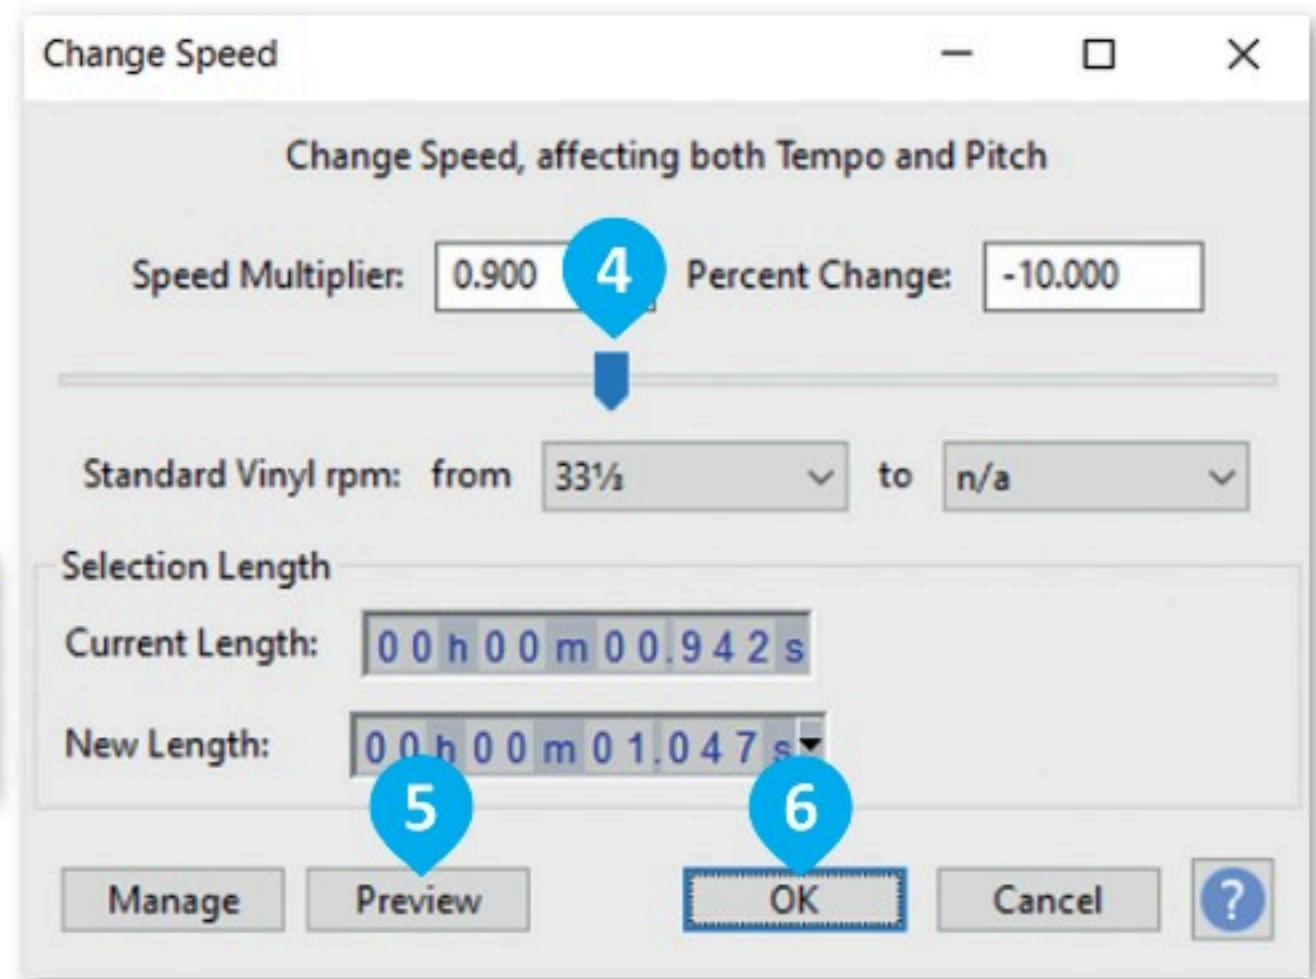 Change Speed
Change Speed, affecting both Tempo and Pitch
Speed Multiplier: 0.900 4 Percent Change: -10.000
Standard Vinyl rpm: from 33⅓ to n/a
Selection Length
Current Length: 00h00m00.942s
New Length: 00h00m01.047s
5 6
Manage Preview OK Cancel ?